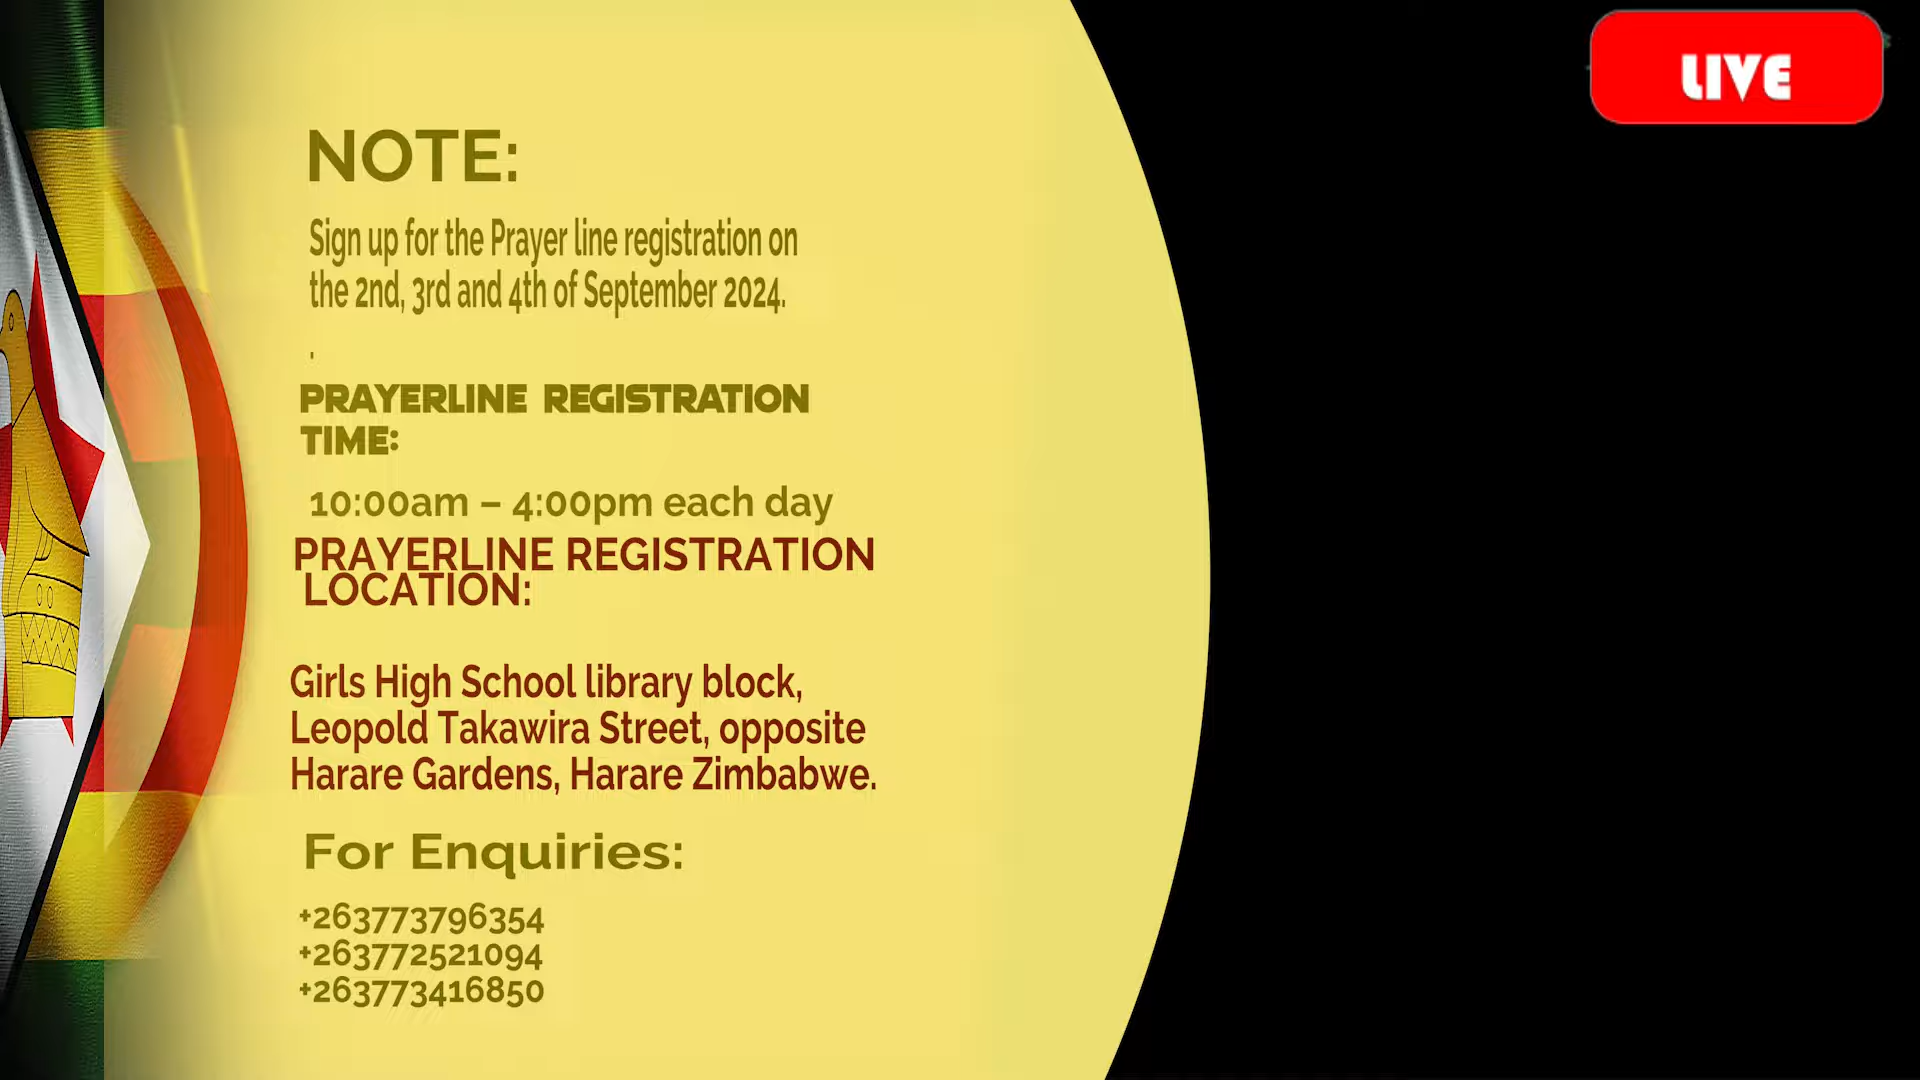 LIVE
NOTE:
Sign up for the Prayer line registration on
the 2nd, 3rd and 4th of September 2024.
.
PRAYERLINE REGISTRATION
TIME:
10:00am – 4:00pm each day
PRAYERLINE REGISTRATION
LOCATION:
Girls High School library block,
Leopold Takawira Street, opposite
Harare Gardens, Harare Zimbabwe.
For Enquiries:
+263773796354
+263772521094
+263773416850